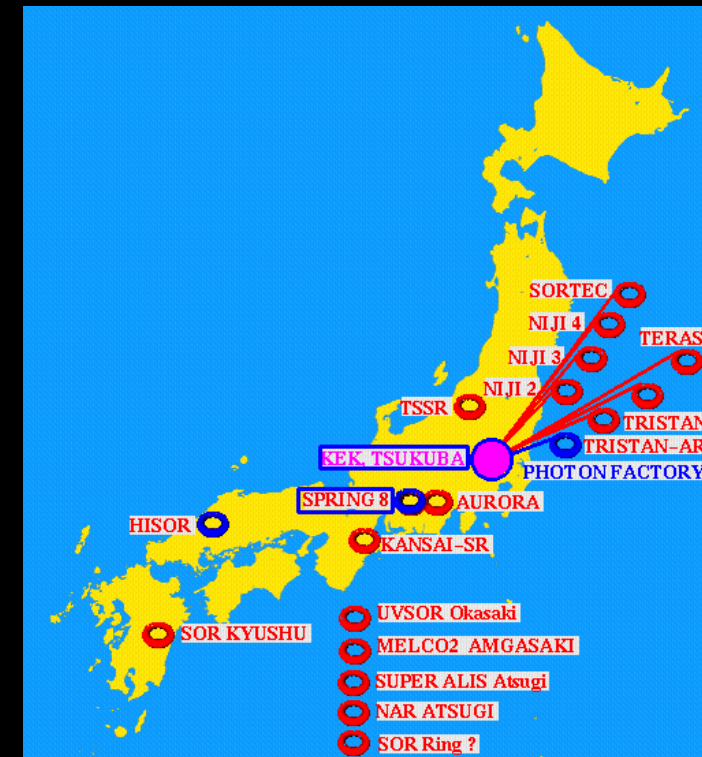 SORTEC
NIJI 4
TERAS
NIJI 3
NIJI 2
TSSR
TRISTAN
TRISTAN-AR
KEK, TSUKUBA
PHOTON FACTORY
SPRING 8
AURORA
HISOR
KANSAI-SR
UVSOR Okasaki
SOR KYUSHU
MELCO2 AMGASAKI
SUPER ALIS Atsugi
NAR ATSUGI
SOR Ring ?